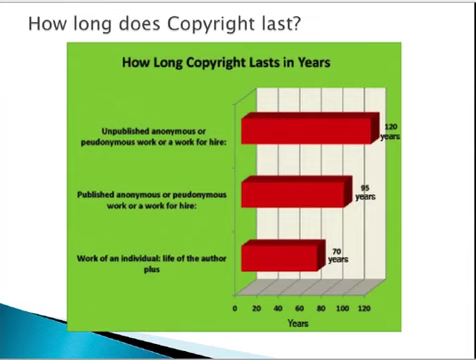 How long does Copyright last?
How Long Copyright Lasts in Years
Unpublished anonymous or
peudonymous work or a work for hire:
120
years
Published anonymous or peudonymous
work or a work for hire:
95
years
Work of an individual: life of the author
plus
70
years
0 20 40 60 80 100 120
Years